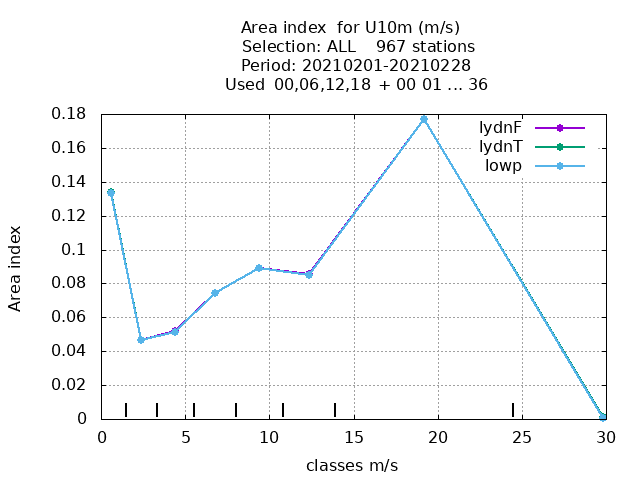 Area index  for U10m (m/s)
Selection: ALL    967 stations
Period: 20210201-20210228
Used  00,06,12,18  + 00 01 ... 36
lydnF
lydnT
lowp
0.18
0.16
0.14
0.12
0.1
0.08
0.06
0.04
0.02
0
Area index
0 5 10 15 20 25 30
classes m/s